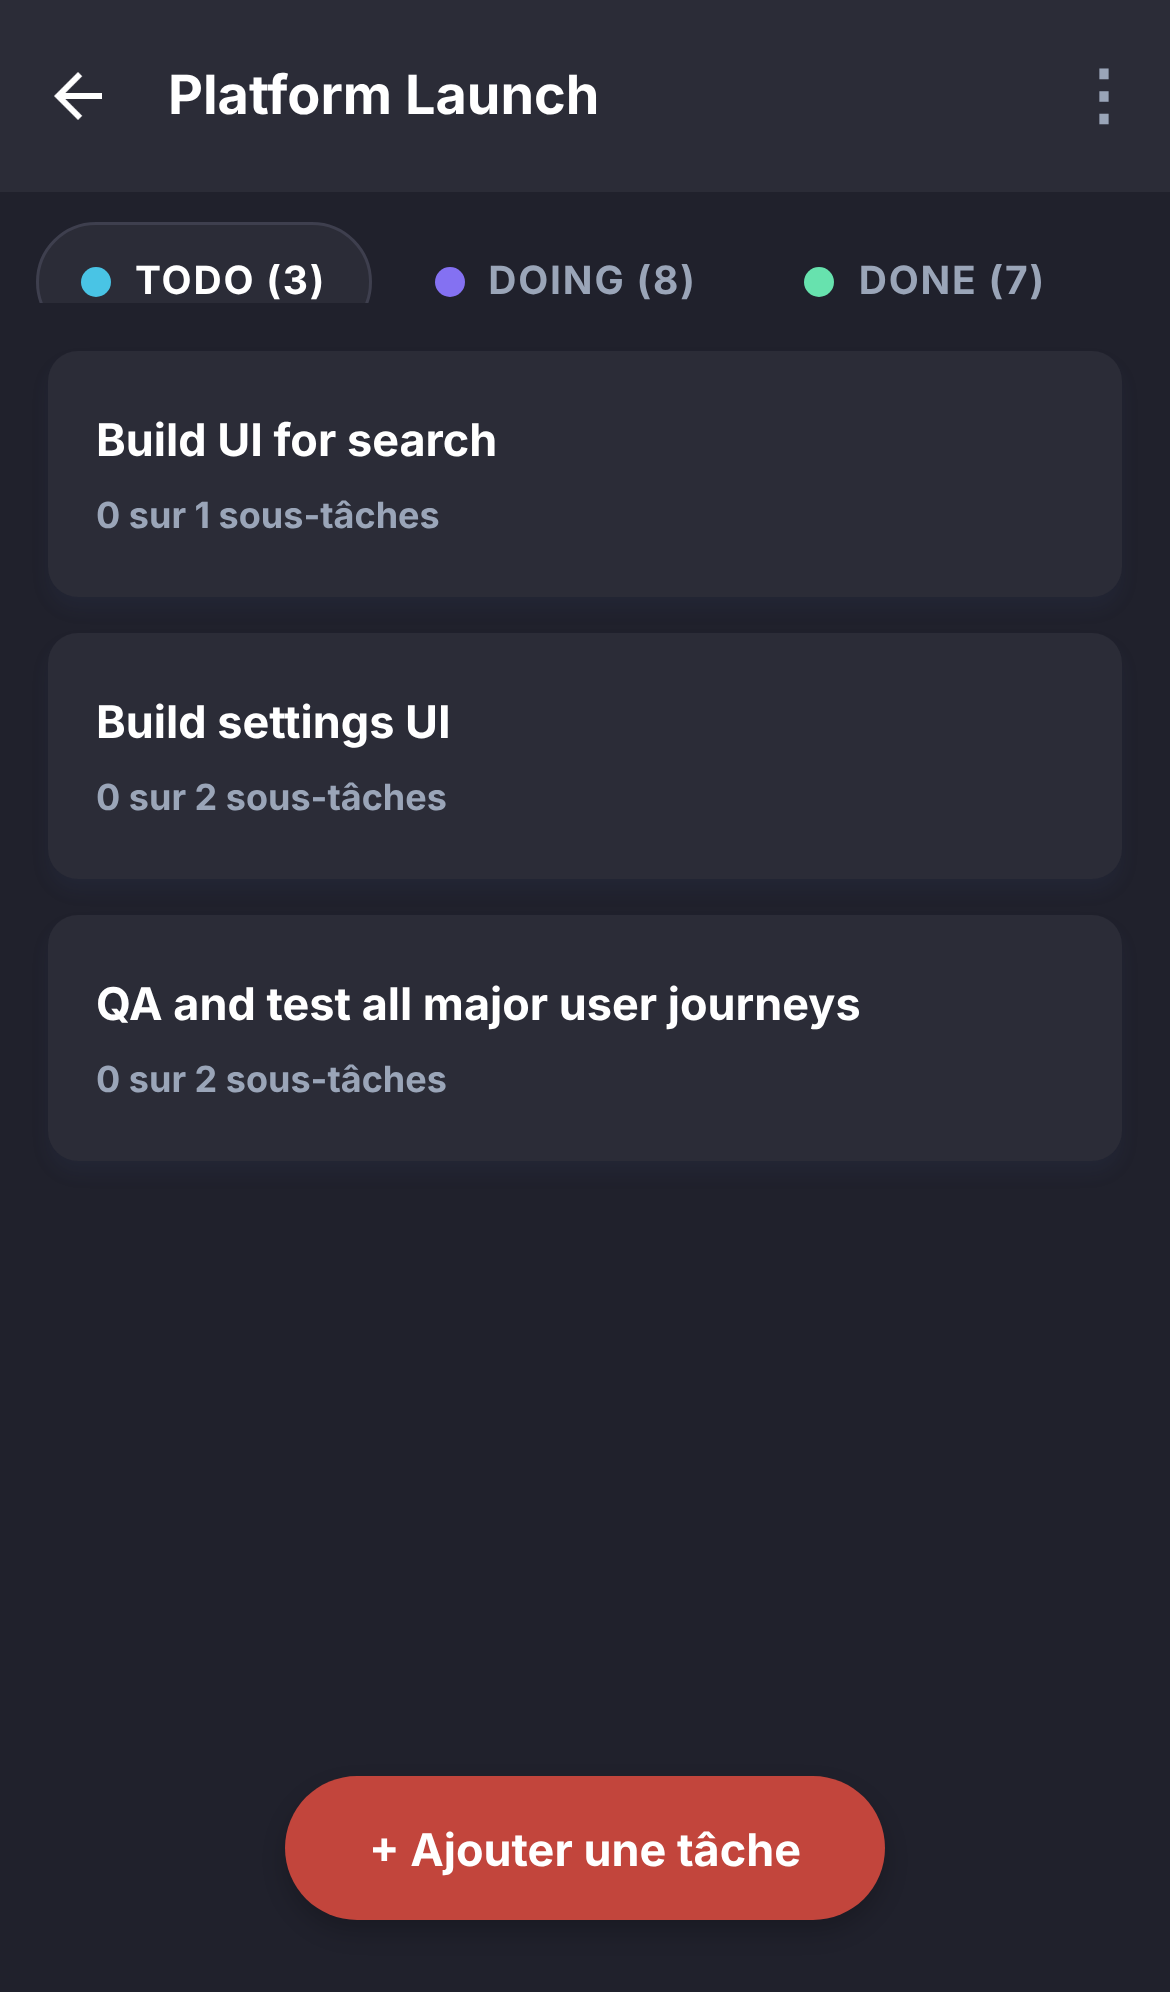 Platform Launch
TODO (3)
DOING (8)
DONE (7)
Build UI for search
0 sur 1 sous-tâches
Build settings UI
0 sur 2 sous-tâches
QA and test all major user journeys
0 sur 2 sous-tâches
+ Ajouter une tâche